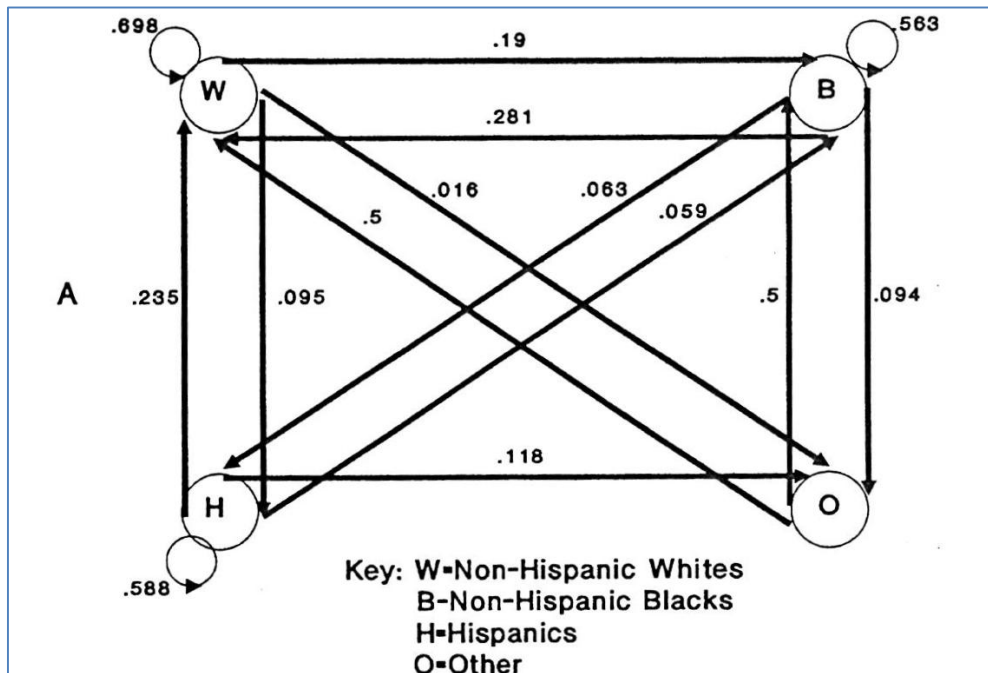 .698
.563
.19
W
B
.281
.016
.063
.059
.5
A
.235
.095
.5
.094
.118
H
O
.588
Key: W=Non-Hispanic Whites
B-Non-Hispanic Blacks
H=Hispanics
O=Other